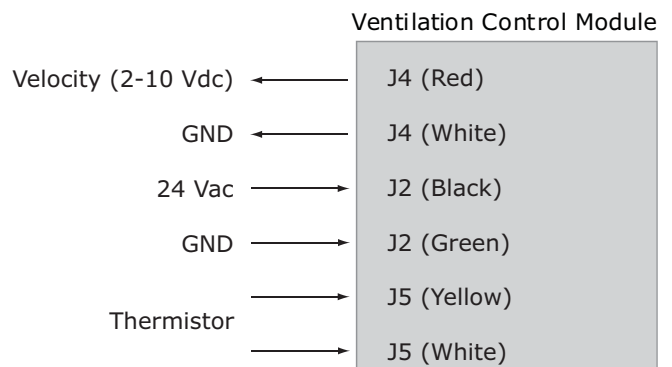 Ventilation Control Module
Velocity (2-10 Vdc) J4 (Red)
GND J4 (White)
24 Vac J2 (Black)
GND J2 (Green)
J5 (Yellow)
Thermistor
J5 (White)